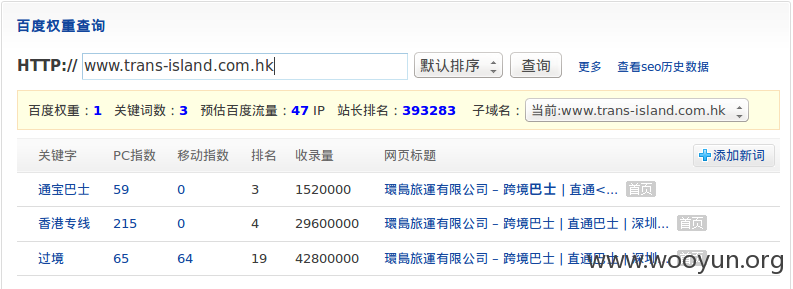 百度权重查询
HTTP:// www.trans-island.com.hk 默认排序 查询 更多 查看seo历史数据
百度权重：1 关键词数：3 预估百度流量：47 IP 站长排名：393283 子域名： 当前:www.trans-island.com.hk
关键字 PC指数 移动指数 排名 收录量 网页标题 添加新词
通宝巴士 59 0 3 1520000 環島旅運有限公司 – 跨境巴士 | 直通<... 首页
香港专线 215 0 4 29600000 環島旅運有限公司 – 跨境巴士 | 直通巴士 | 深圳... 首页
过境 65 64 19 42800000 環島旅運有限公司 – 跨境巴士 | 直通巴士 | 深圳... 首页
www.wooyun.org